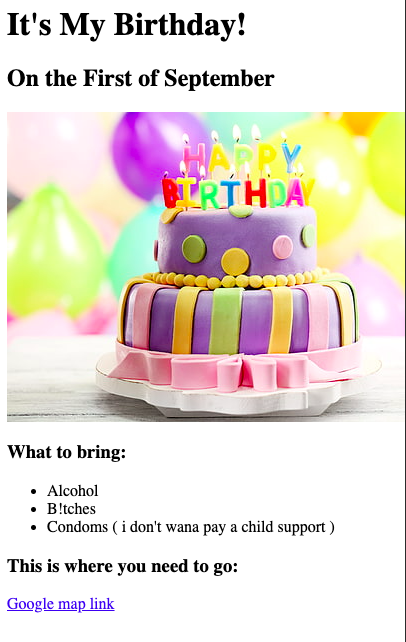 It's My Birthday!
On the First of September
HAPPY
BIRTHDAY
What to bring:
Alcohol
B!tches
Condoms ( i don't wana pay a child support )
This is where you need to go:
Google map link